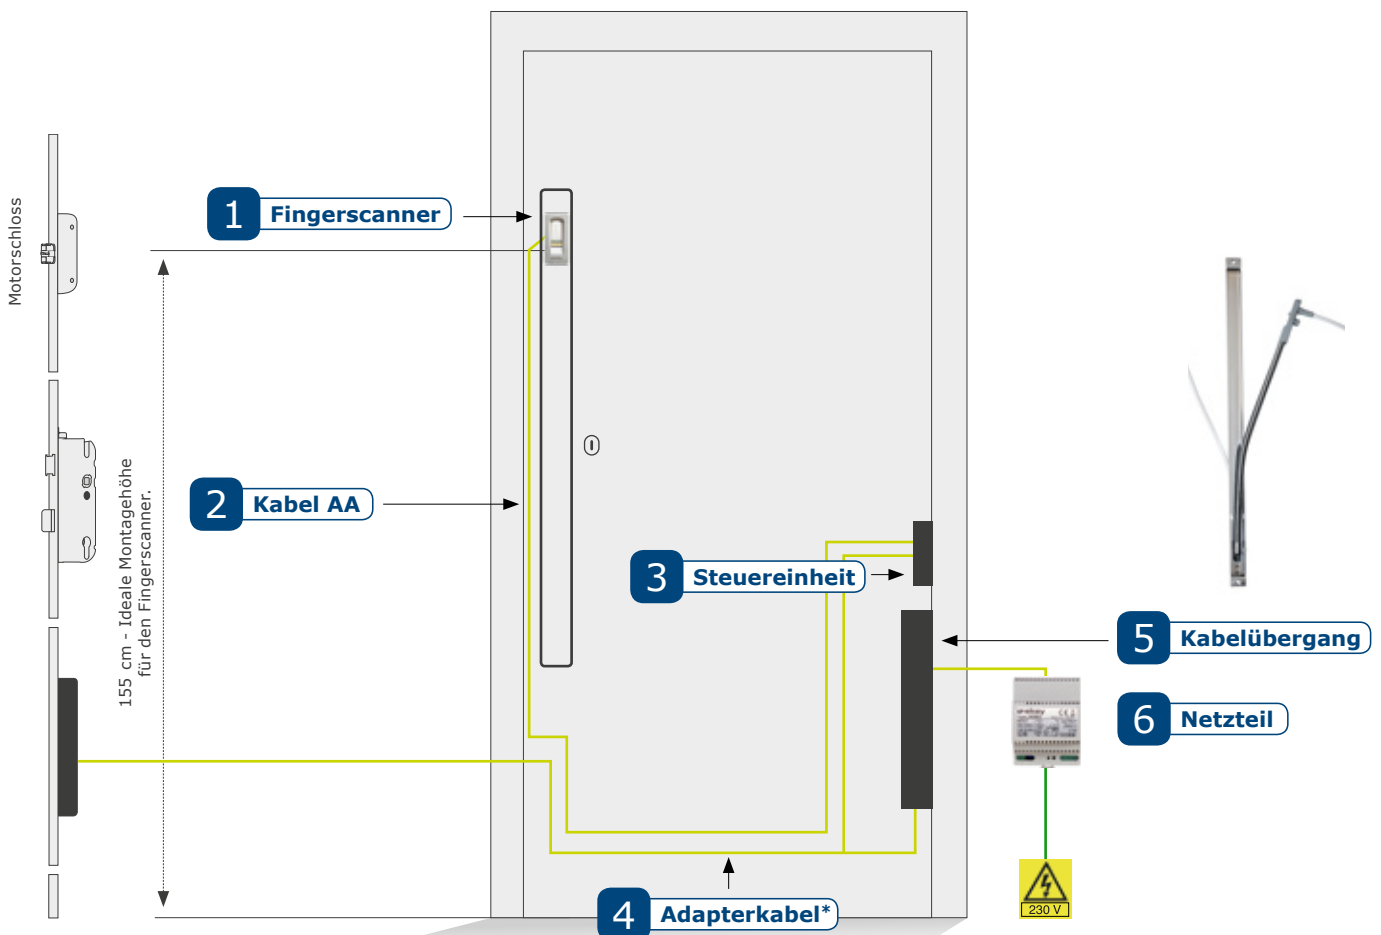 Motorschloss
1 Fingerscanner
155 cm - Ideale Montagehöhe
für den Fingerscanner.
2 Kabel AA
3 Steuereinheit
4 Adapterkabel*
5 Kabelübergang
6 Netzteil
ekey
230 V